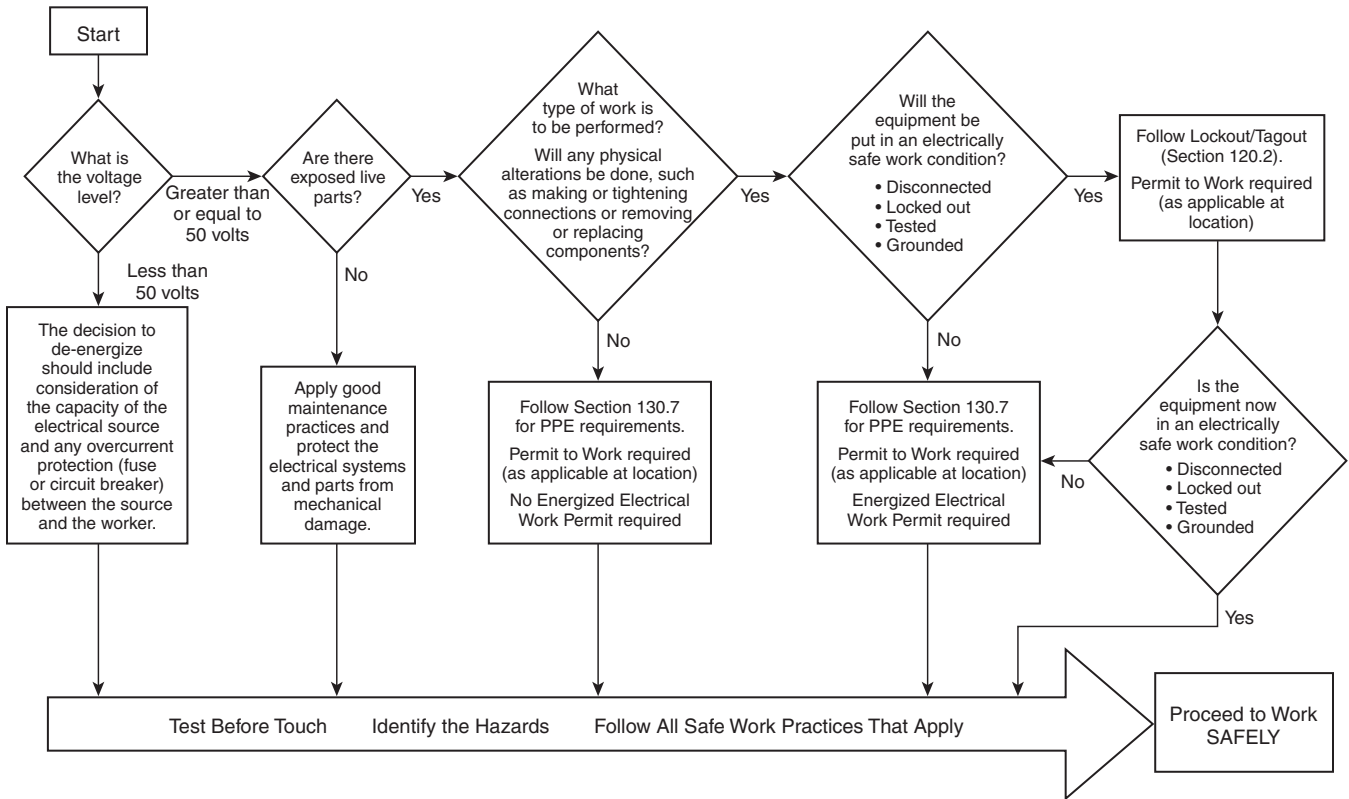 Start
What is
the voltage
level?
Greater than
or equal to
50 volts
Less than
50 volts
The decision to
de-energize
should include
consideration of
the capacity of the
electrical source
and any overcurrent
protection (fuse
or circuit breaker)
between the source
and the worker.
Are there
exposed live
parts?
Yes
No
Apply good
maintenance
practices and
protect the
electrical systems
and parts from
mechanical
damage.
What
type of work is
to be performed?
Will any physical
alterations be done, such
as making or tightening
connections or removing
or replacing
components?
Yes
No
Follow Section 130.7
for PPE requirements.
Permit to Work required
(as applicable at location)
No Energized Electrical
Work Permit required
Will the
equipment be
put in an electrically
safe work condition?
• Disconnected
• Locked out
• Tested
• Grounded
Yes
No
Follow Section 130.7
for PPE requirements.
Permit to Work required
(as applicable at location)
Energized Electrical
Work Permit required
Follow Lockout/Tagout
(Section 120.2).
Permit to Work required
(as applicable at
location)
Is the
equipment now
in an electrically
safe work condition?
• Disconnected
• Locked out
• Tested
• Grounded
No
Yes
Test Before Touch Identify the Hazards Follow All Safe Work Practices That Apply
Proceed to Work
SAFELY